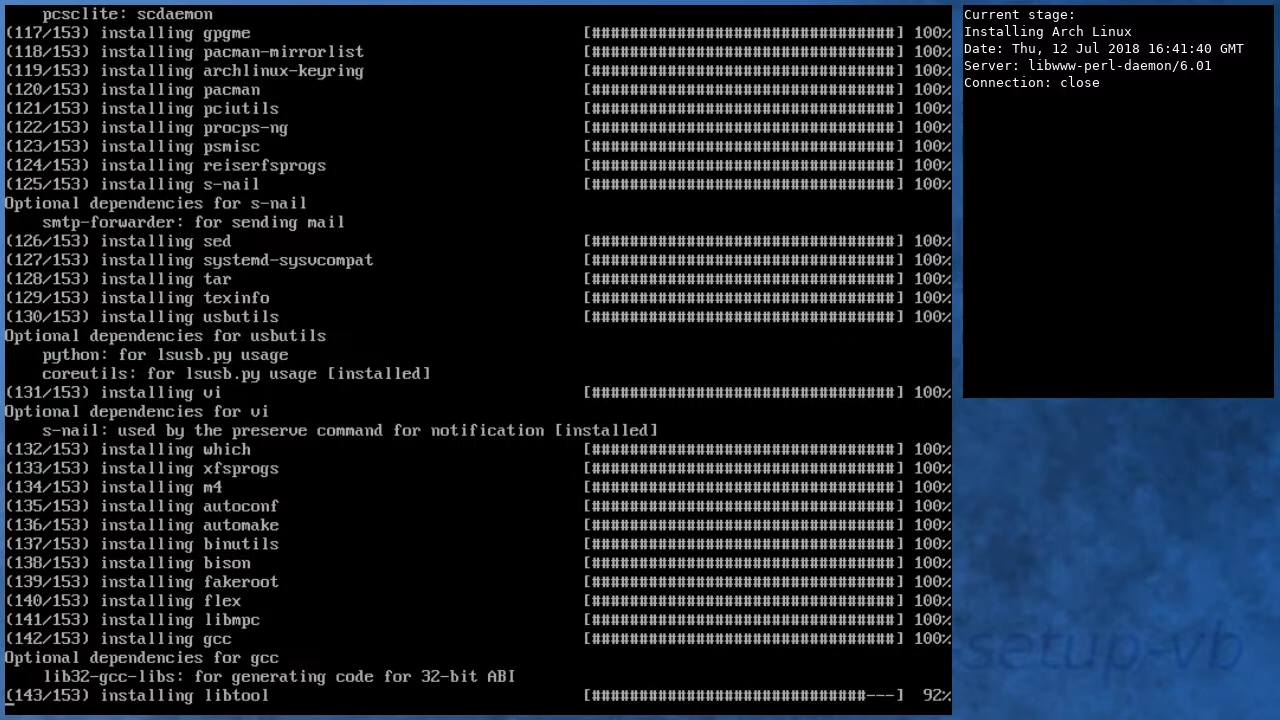 pcsclite: scdaemon
(117/153) installing gpgme [################################] 100%
(118/153) installing pacman-mirrorlist [################################] 100%
(119/153) installing archlinux-keyring [################################] 100%
(120/153) installing pacman [################################] 100%
(121/153) installing pciutils [################################] 100%
(122/153) installing procps-ng [################################] 100%
(123/153) installing psmisc [################################] 100%
(124/153) installing reiserfsprogs [################################] 100%
(125/153) installing s-nail [################################] 100%
Optional dependencies for s-nail
    smtp-forwarder: for sending mail
(126/153) installing sed [################################] 100%
(127/153) installing systemd-sysvcompat [################################] 100%
(128/153) installing tar [################################] 100%
(129/153) installing texinfo [################################] 100%
(130/153) installing usbutils [################################] 100%
Optional dependencies for usbutils
    python: for lsusb.py usage
    coreutils: for lsusb.py usage [installed]
(131/153) installing vi [################################] 100%
Optional dependencies for vi
    s-nail: used by the preserve command for notification [installed]
(132/153) installing which [################################] 100%
(133/153) installing xfsprogs [################################] 100%
(134/153) installing m4 [################################] 100%
(135/153) installing autoconf [################################] 100%
(136/153) installing automake [################################] 100%
(137/153) installing binutils [################################] 100%
(138/153) installing bison [################################] 100%
(139/153) installing fakeroot [################################] 100%
(140/153) installing flex [################################] 100%
(141/153) installing libmpc [################################] 100%
(142/153) installing gcc [################################] 100%
Optional dependencies for gcc
    lib32-gcc-libs: for generating code for 32-bit ABI
(143/153) installing libtool [#############################---] 92%
Current stage:
Installing Arch Linux
Date: Thu, 12 Jul 2018 16:41:40 GMT
Server: libwww-perl-daemon/6.01
Connection: close
setup-vb